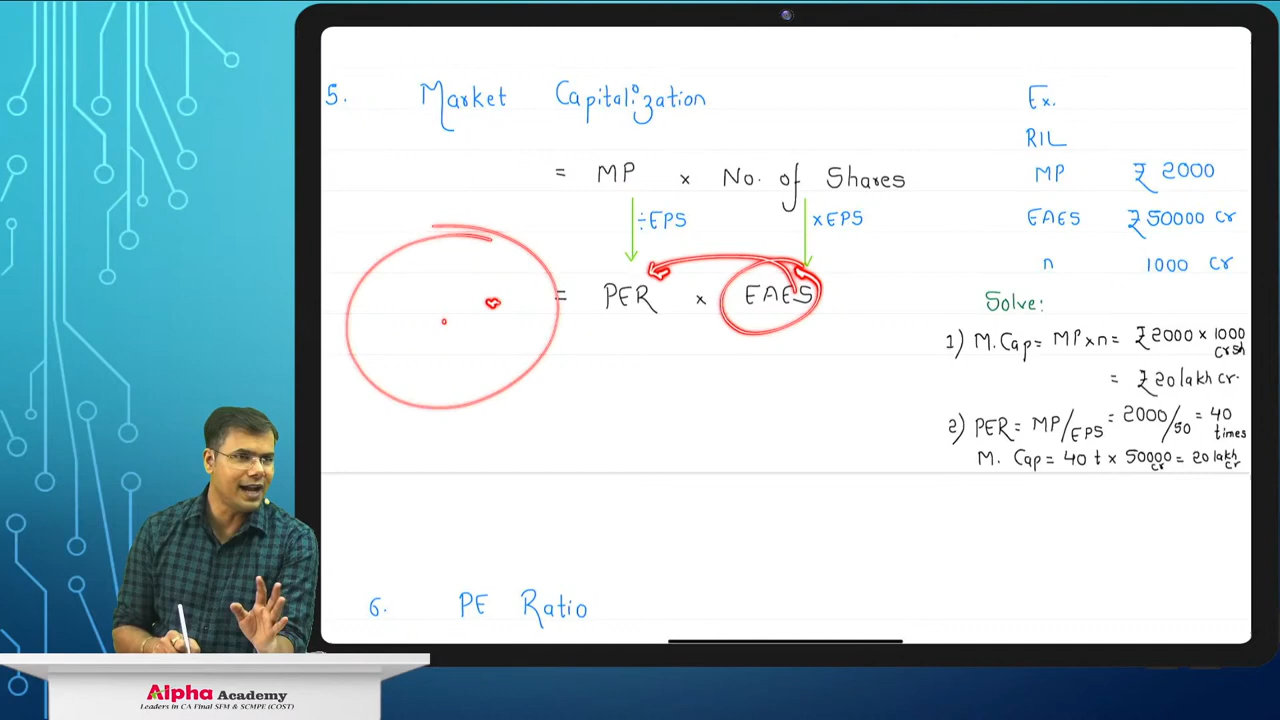 5. Market Capitalization
= MP x No. of Shares
÷EPS xEPS
= PER x EAES
Ex.
RIL
MP ₹ 2000
EAES ₹ 50000 cr
n 1000 cr
Solve:
1) M.Cap = MP x n = ₹ 2000 x 1000 crsh
= ₹ 20 lakh cr.
2) PER = MP/EPS = 2000/50 = 40 times
M. Cap = 40 t x 50000 cr = 20 lakh cr
6. PE Ratio
Alpha Academy
Leaders in CA Final SFM & SCMPE (COST)